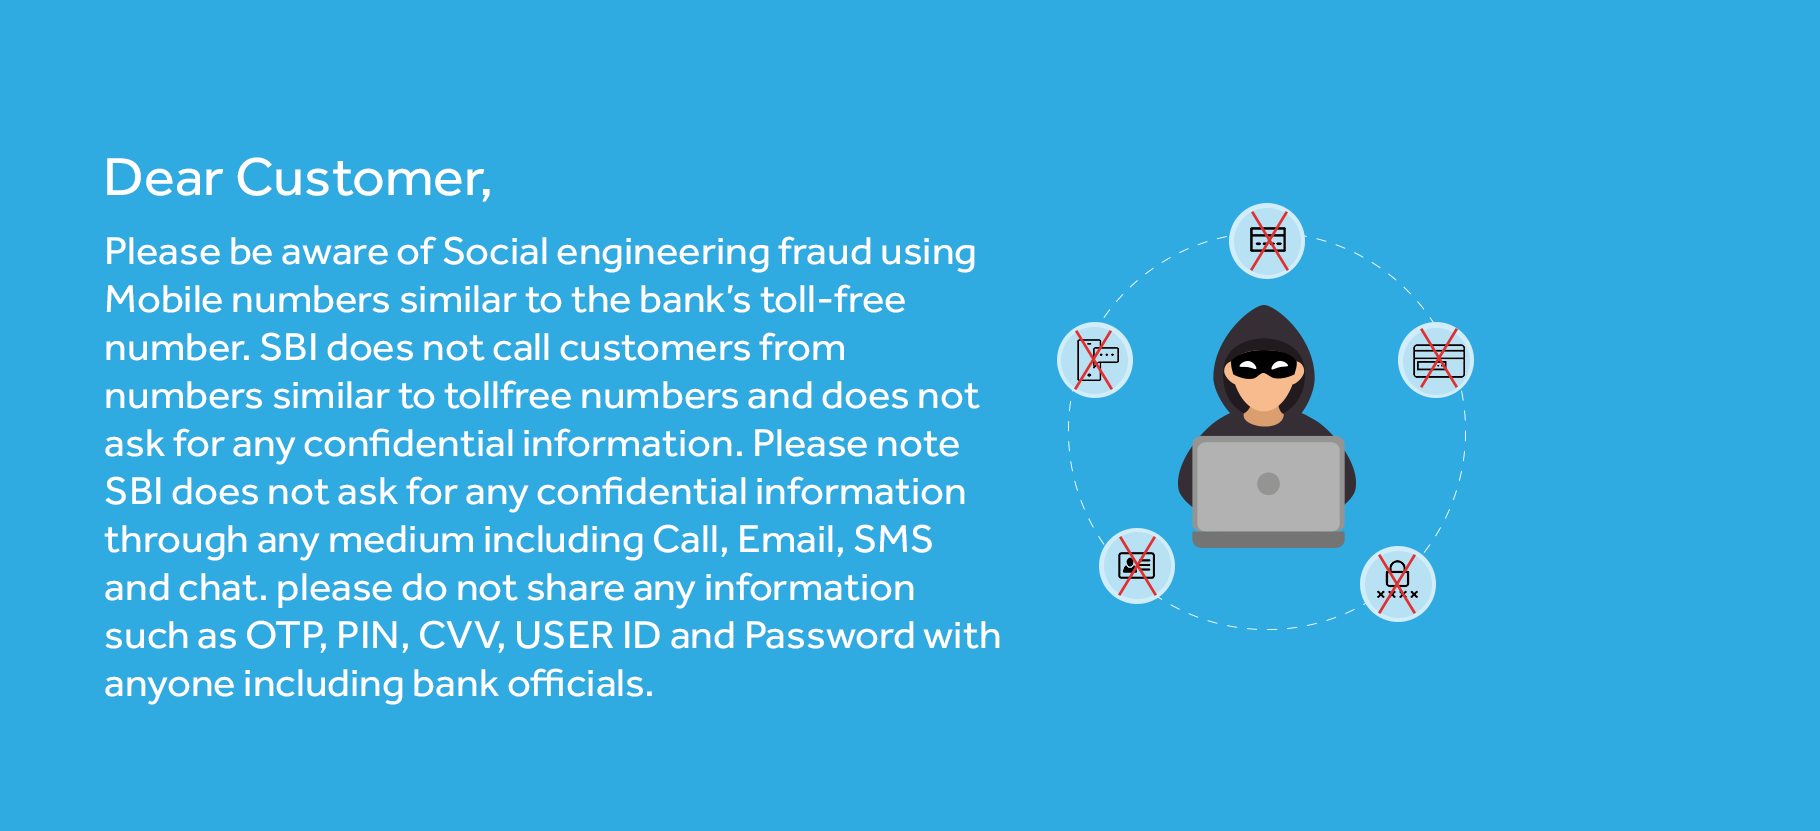 Dear Customer,
Please be aware of Social engineering fraud using
Mobile numbers similar to the bank's toll-free
number. SBI does not call customers from
numbers similar to tollfree numbers and does not
ask for any confidential information. Please note
SBI does not ask for any confidential information
through any medium including Call, Email, SMS
and chat. please do not share any information
such as OTP, PIN, CVV, USER ID and Password with
anyone including bank officials.